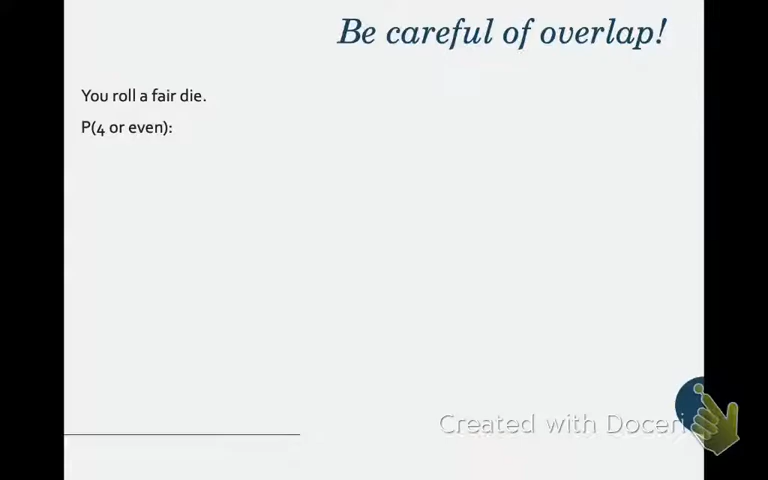 Be careful of overlap!
You roll a fair die.
P(4 or even):
Created with Doceri